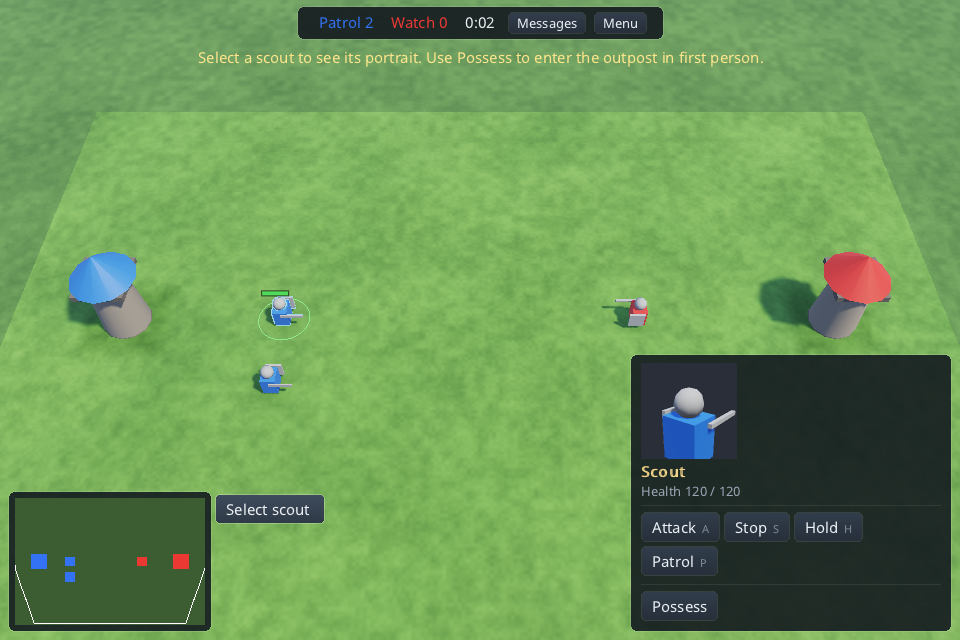 Patrol 2 Watch 0 0:02 Messages Menu
Select a scout to see its portrait. Use Possess to enter the outpost in first person.
Select scout
Scout
Health 120 / 120
Attack A Stop S Hold H
Patrol P
Possess